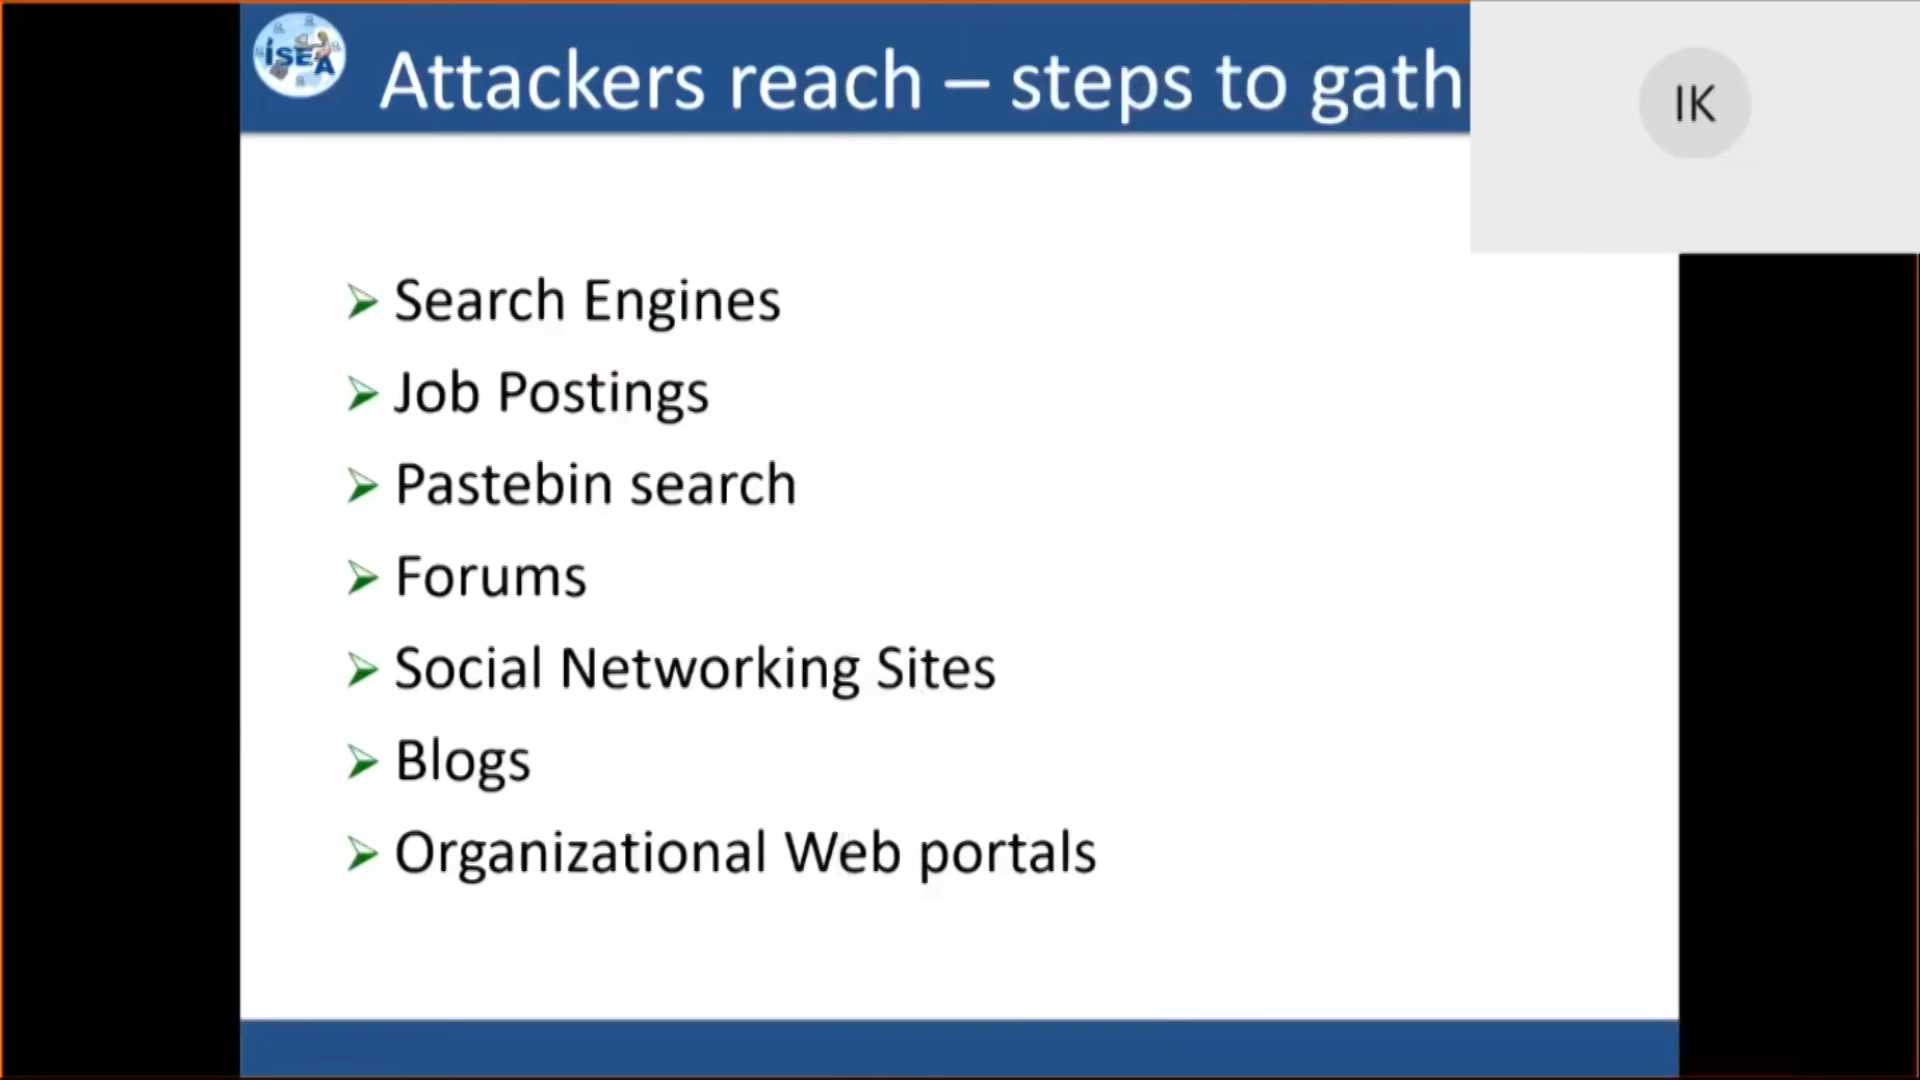 iSEA
Attackers reach – steps to gath
IK
Search Engines
Job Postings
Pastebin search
Forums
Social Networking Sites
Blogs
Organizational Web portals